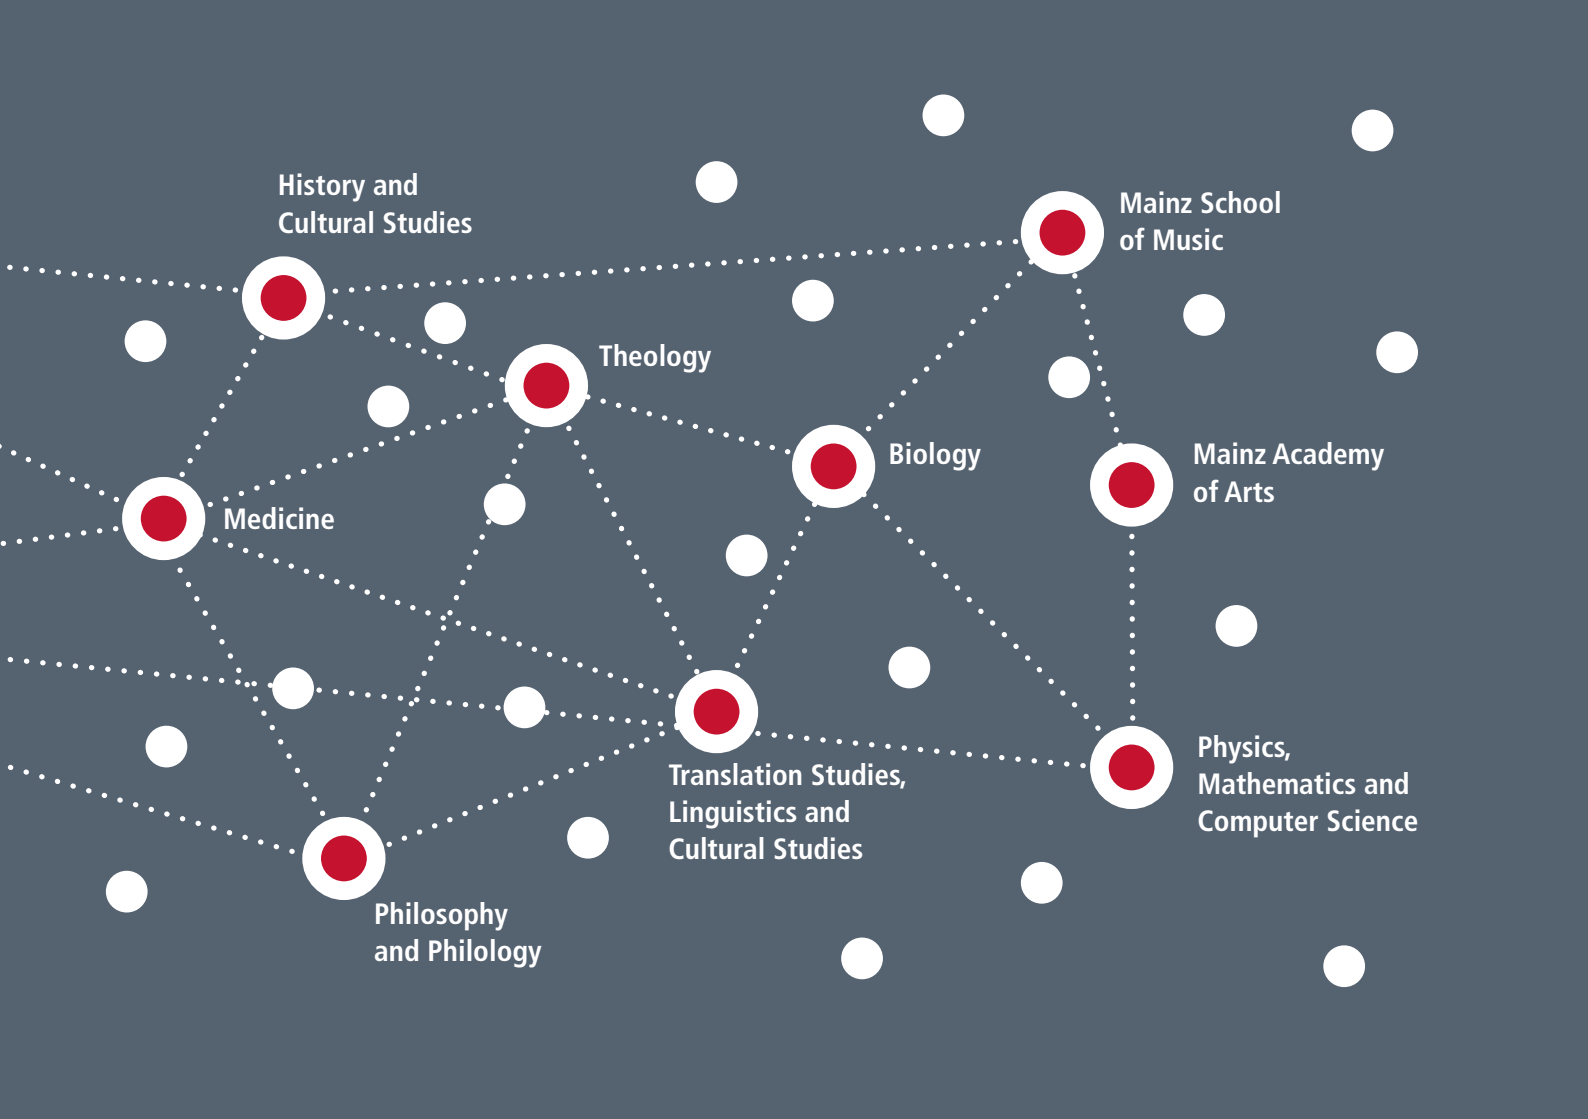 History and
Cultural Studies
Mainz School
of Music
Theology
Biology
Mainz Academy
of Arts
Medicine
Translation Studies,
Linguistics and
Cultural Studies
Physics,
Mathematics and
Computer Science
Philosophy
and Philology